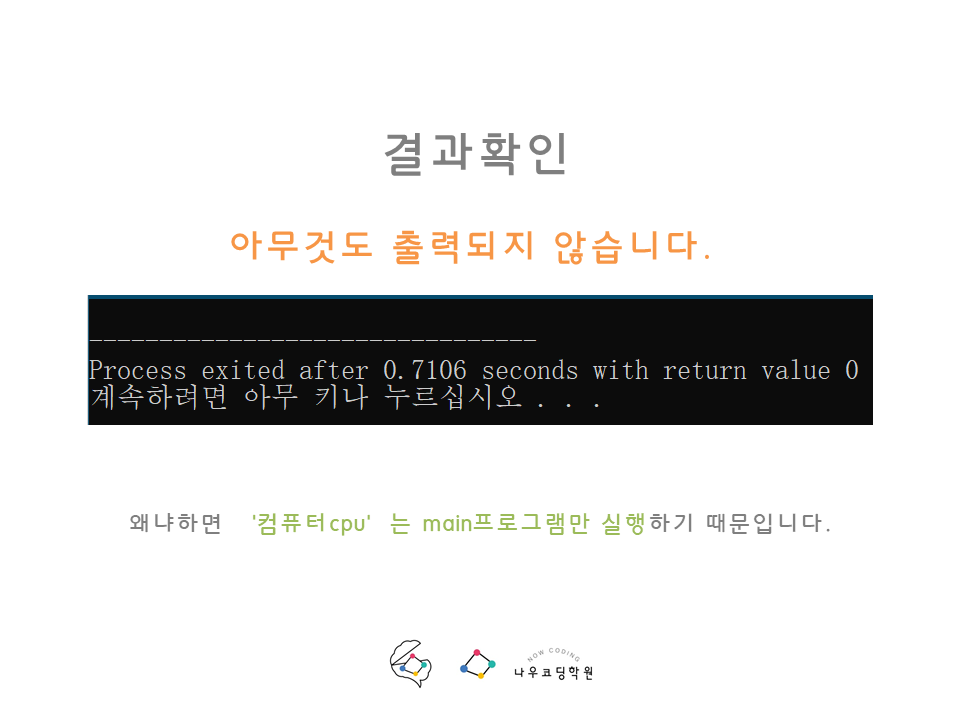 결과확인
아무것도 출력되지 않습니다.
--------------------------------
Process exited after 0.7106 seconds with return value 0
계속하려면 아무 키나 누르십시오 . . .
왜냐하면 '컴퓨터cpu' 는 main프로그램만 실행하기 때문입니다.
NOW CODING
나우코딩학원